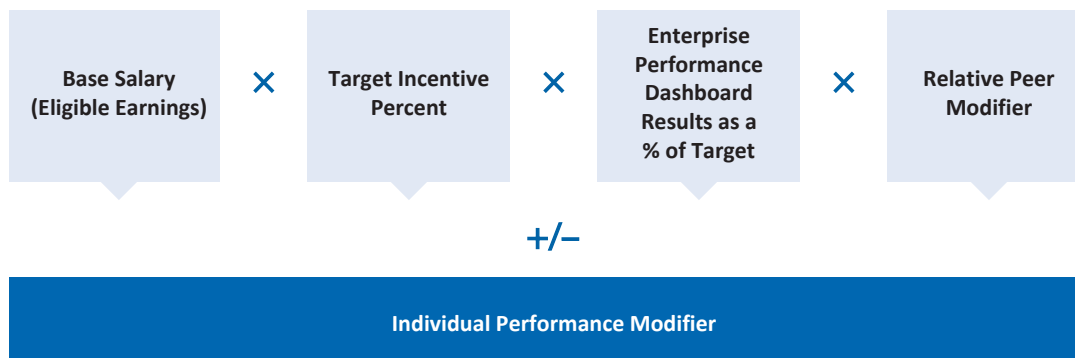 Base Salary
(Eligible Earnings)
×
Target Incentive
Percent
×
Enterprise
Performance
Dashboard
Results as a
% of Target
×
Relative Peer
Modifier
+/–
Individual Performance Modifier